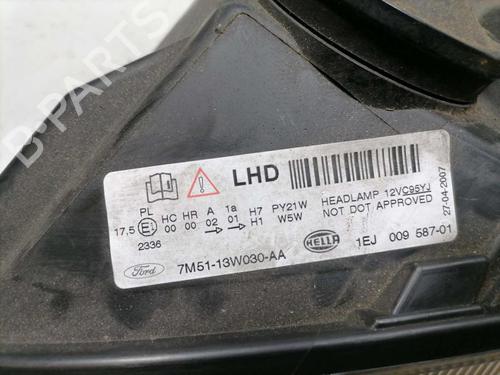 B-PARTS
LHD
PL HC HR A 1a H7 PY21W HEADLAMP 12VC95YJ
17,5 E1 00 00 02 01 H1 W5W NOT DOT APPROVED
2336
27-04-2007
Ford 7M51-13W030-AA HELLA 1EJ 009 587-01